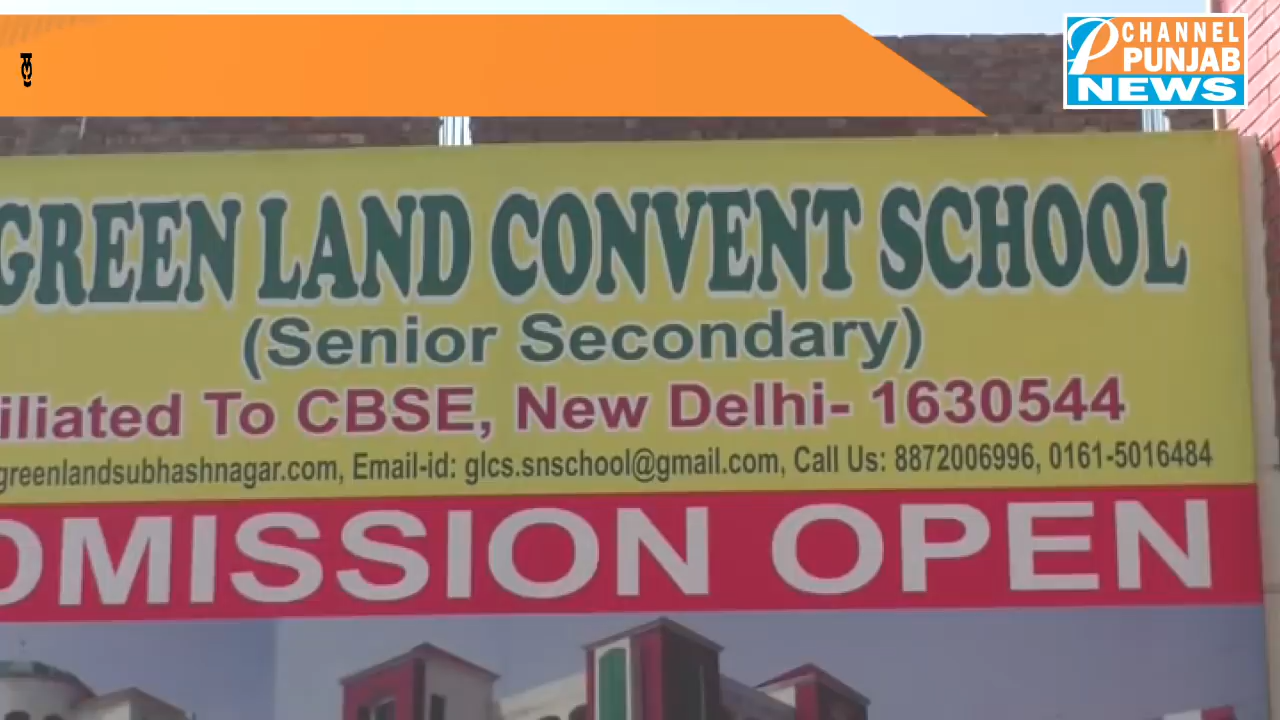 CHANNEL
PUNJAB
NEWS
GREEN LAND CONVENT SCHOOL
(Senior Secondary)
iliated To CBSE, New Delhi- 1630544
greenlandsubhashnagar.com, Email-id: glcs.snschool@gmail.com, Call Us: 8872006996, 0161-5016484
DMISSION OPEN